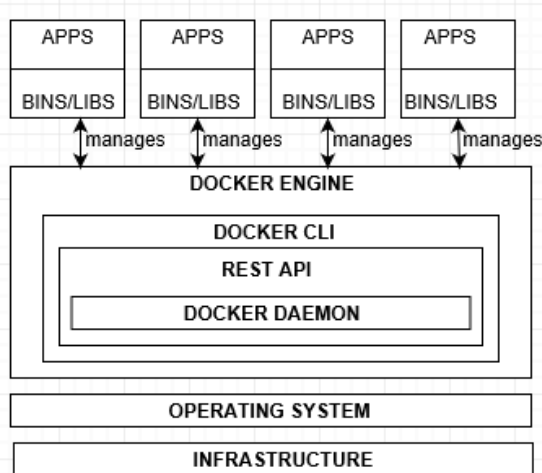 APPS APPS APPS APPS
BINS/LIBS BINS/LIBS BINS/LIBS BINS/LIBS
manages manages manages manages
DOCKER ENGINE
DOCKER CLI
REST API
DOCKER DAEMON
OPERATING SYSTEM
INFRASTRUCTURE